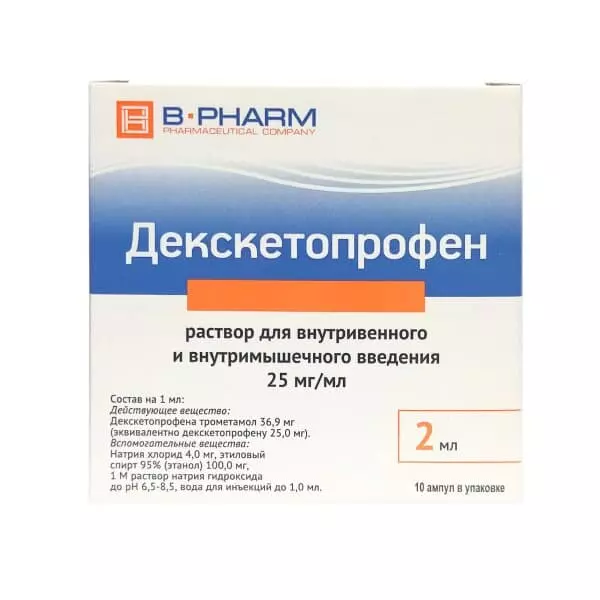 B·PHARM
PHARMACEUTICAL COMPANY
Декскетопрофен
раствор для внутривенного
и внутримышечного введения
25 мг/мл
Состав на 1 мл:
Действующее вещество:
Декскетопрофена трометамол 36,9 мг
(эквивалентно декскетопрофену 25,0 мг).
Вспомогательные вещества:
Натрия хлорид 4,0 мг, этиловый
спирт 95% (этанол) 100,0 мг,
1 М раствор натрия гидроксида
до pH 6,5-8,5, вода для инъекций до 1,0 мл.
2 мл
10 ампул в упаковке